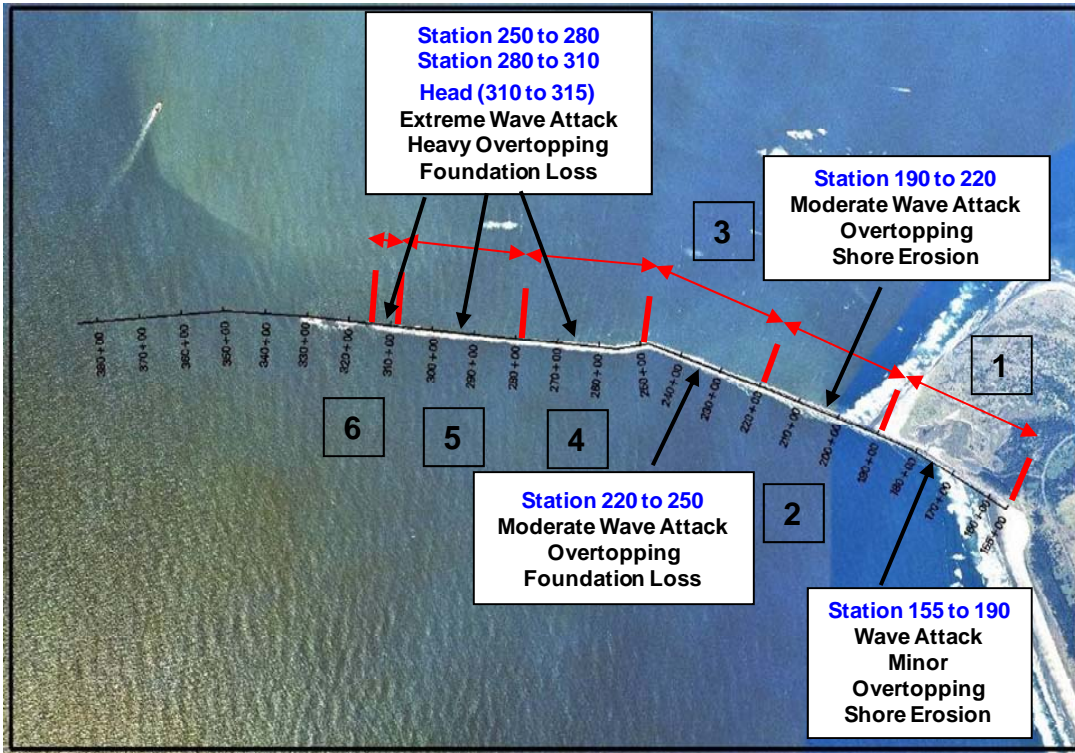 Station 250 to 280
Station 280 to 310
Head (310 to 315)
Extreme Wave Attack
Heavy Overtopping
Foundation Loss
Station 190 to 220
Moderate Wave Attack
Overtopping
Shore Erosion
3
1
380+00
370+00
360+00
350+00
340+00
330+00
320+00
310+00
300+00
290+00
280+00
270+00
260+00
250+00
240+00
230+00
220+00
210+00
200+00
190+00
180+00
170+00
160+00
155+00
6
5
4
2
Station 220 to 250
Moderate Wave Attack
Overtopping
Foundation Loss
Station 155 to 190
Wave Attack
Minor
Overtopping
Shore Erosion